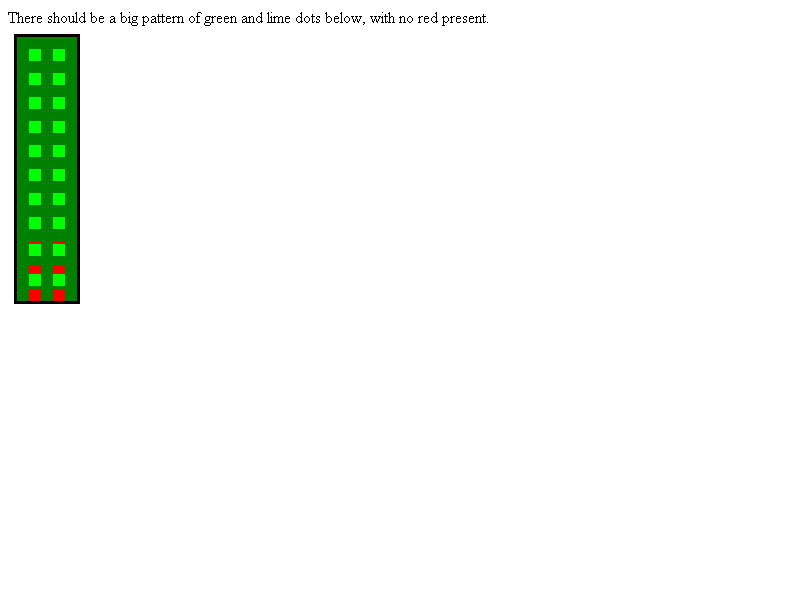 There should be a big pattern of green and lime dots below, with no red present.